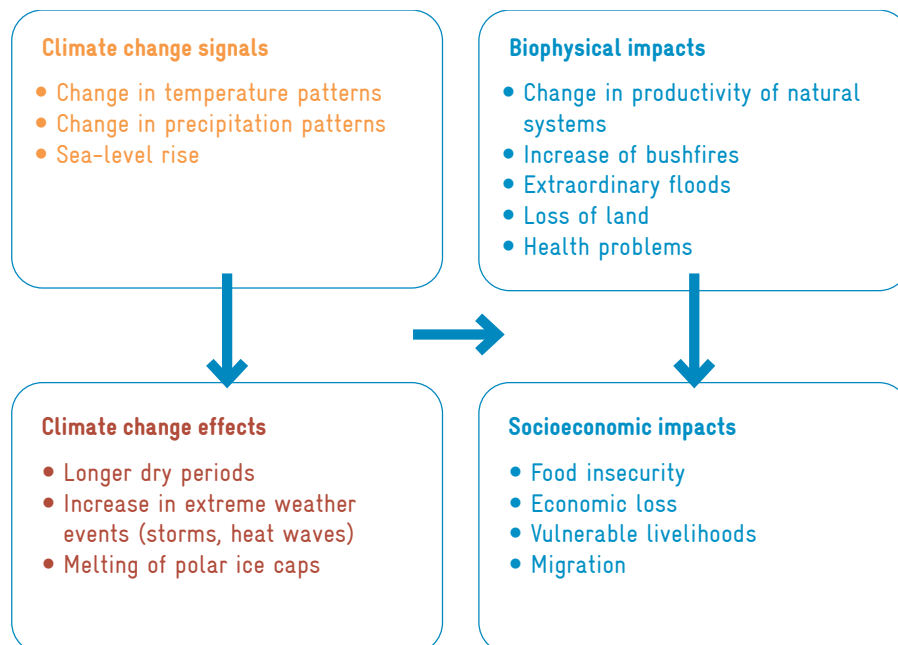 Climate change signals
• Change in temperature patterns
• Change in precipitation patterns
• Sea-level rise
Biophysical impacts
• Change in productivity of natural
systems
• Increase of bushfires
• Extraordinary floods
• Loss of land
• Health problems
Climate change effects
• Longer dry periods
• Increase in extreme weather
events (storms, heat waves)
• Melting of polar ice caps
Socioeconomic impacts
• Food insecurity
• Economic loss
• Vulnerable livelihoods
• Migration